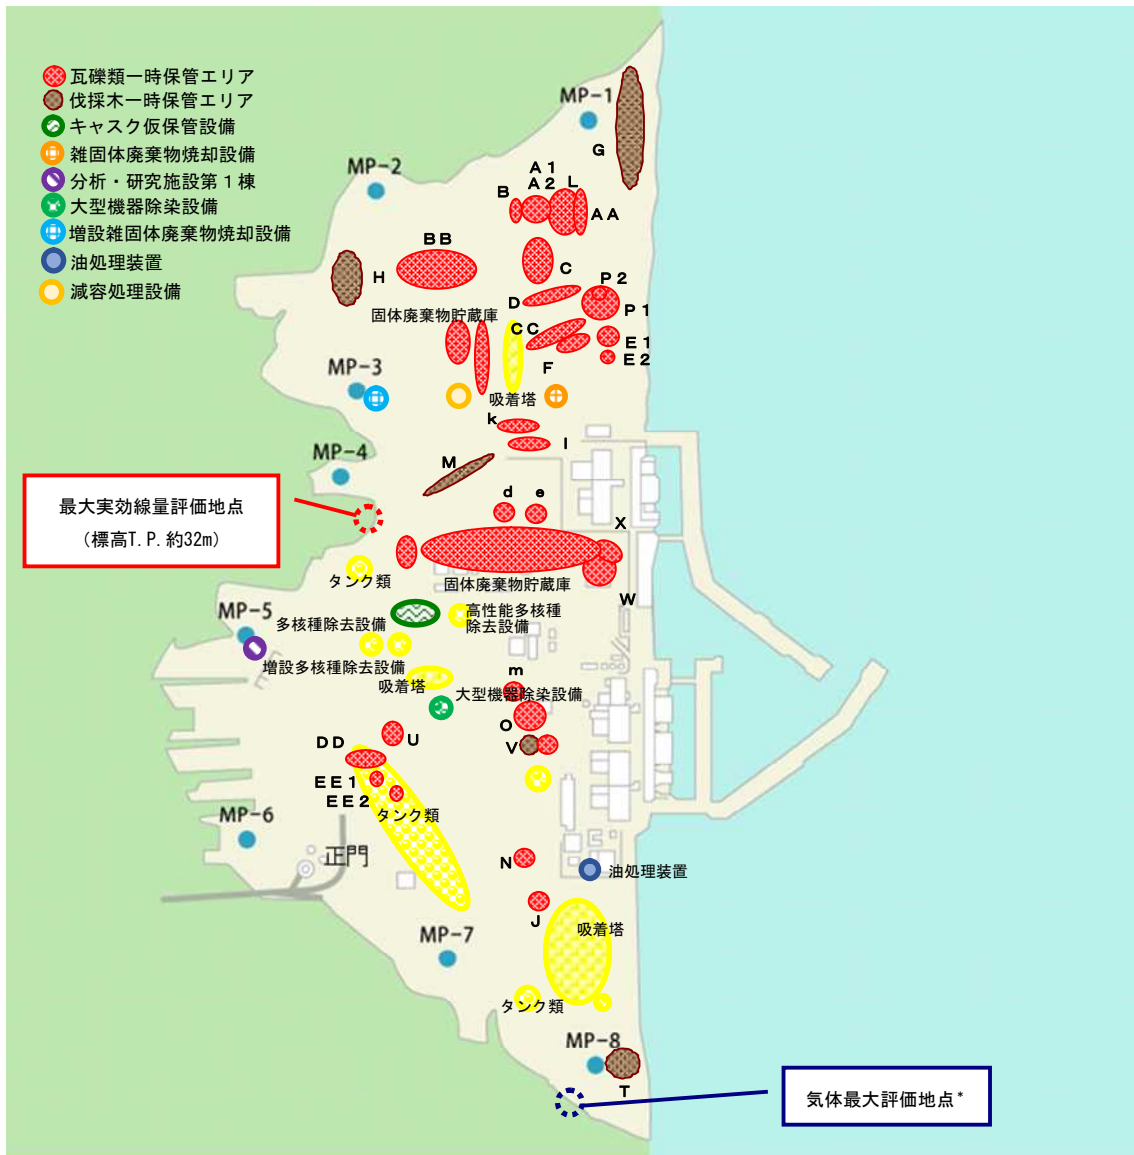 瓦礫類一時保管エリア
伐採木一時保管エリア
キャスク仮保管設備
雑固体廃棄物焼却設備
分析・研究施設第１棟
大型機器除染設備
増設雑固体廃棄物焼却設備
油処理装置
減容処理設備
MP-1
G
MP-2
A1
A2
L
B
AA
BB
H
C
P2
D
P1
固体廃棄物貯蔵庫
CC
E1
E2
F
MP-3
吸着塔
k
l
MP-4
M
d
e
X
最大実効線量評価地点
（標高T.P.約32m）
タンク類
固体廃棄物貯蔵庫
W
MP-5
多核種除去設備
高性能多核種
除去設備
増設多核種除去設備
吸着塔
m
大型機器除染設備
O
U
V
DD
EE1
EE2
タンク類
MP-6
正門
N
油処理装置
J
吸着塔
MP-7
タンク類
MP-8
T
気体最大評価地点*